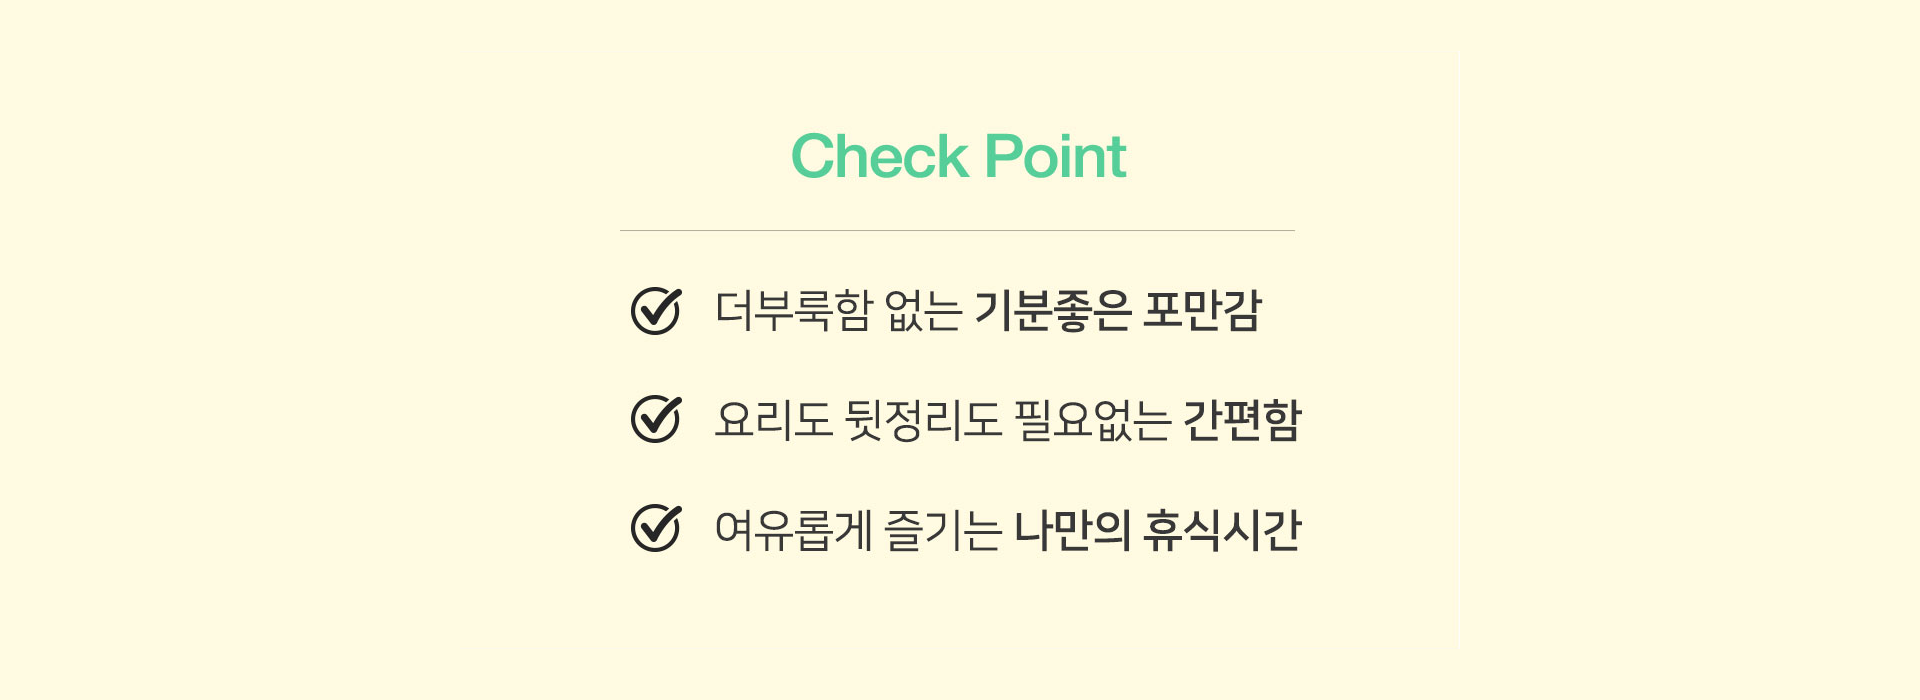 Check Point
더부룩함 없는 기분좋은 포만감
요리도 뒷정리도 필요없는 간편함
여유롭게 즐기는 나만의 휴식시간